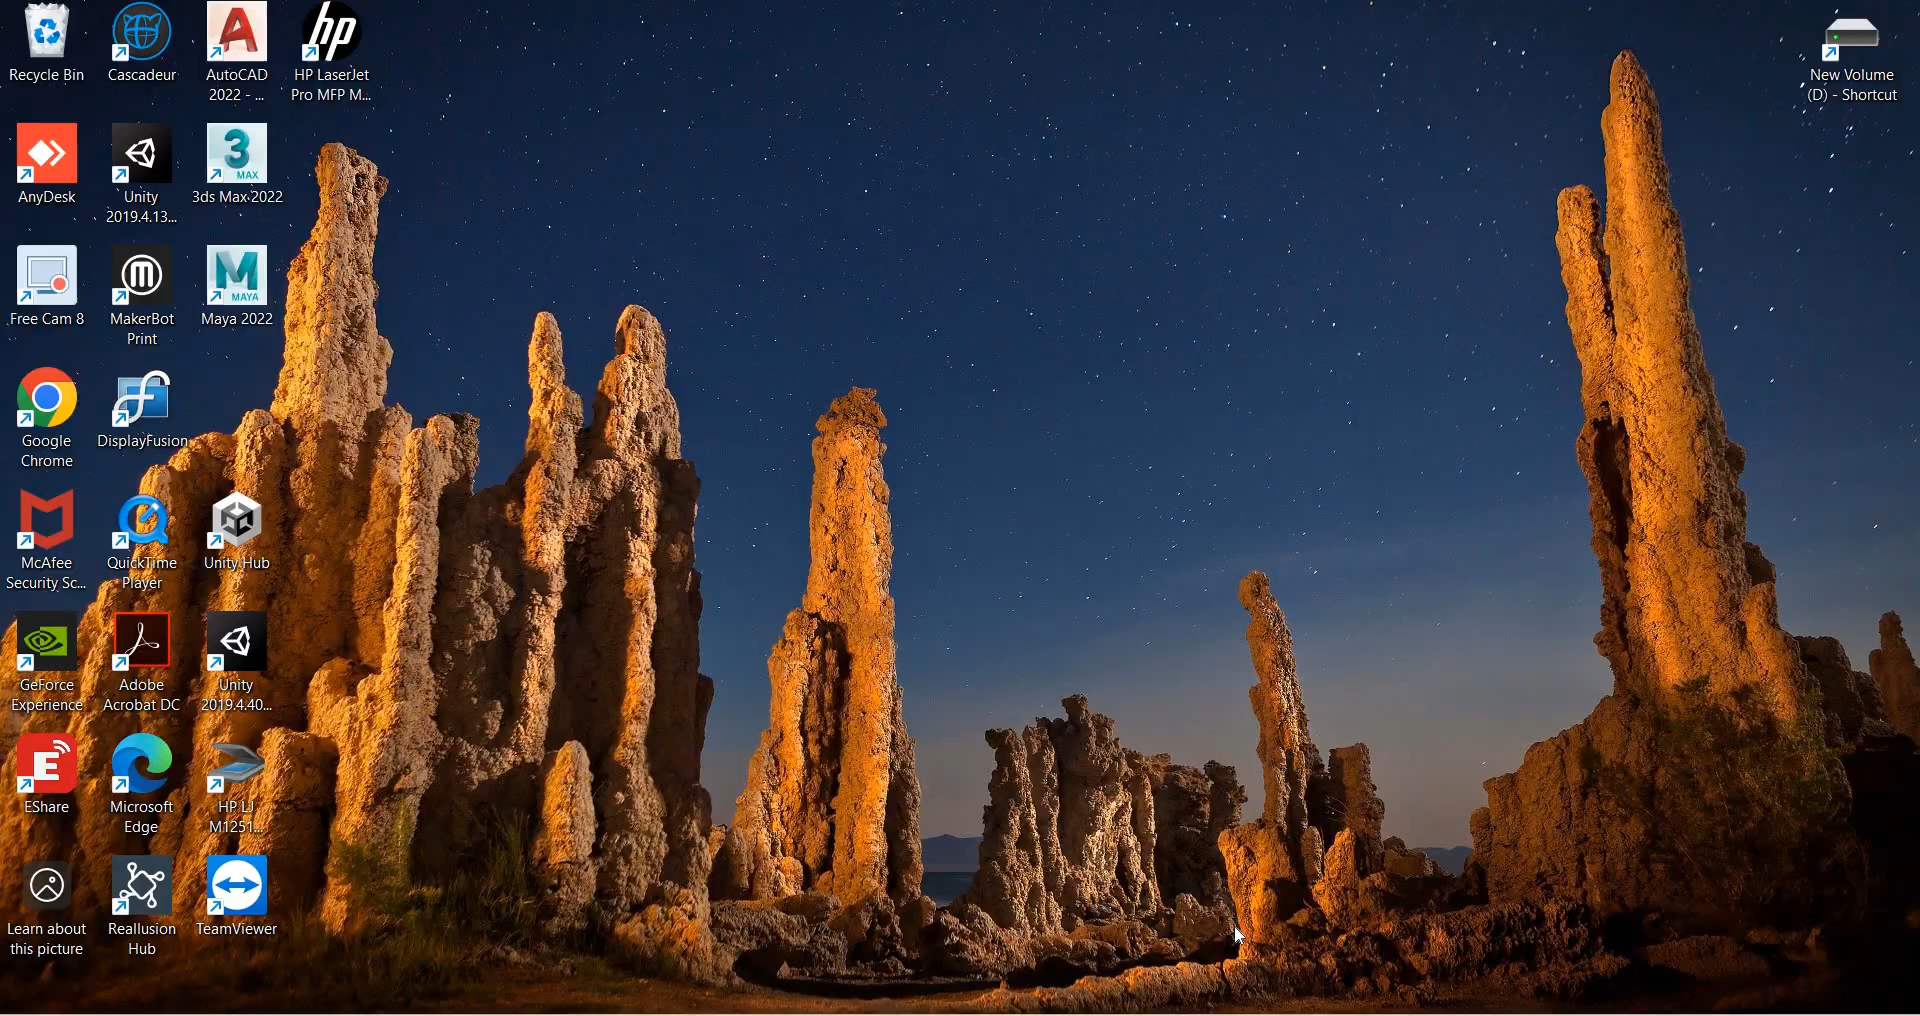 Recycle Bin
Cascadeur
AutoCAD
2022 - ...
HP LaserJet
Pro MFP M...
New Volume
(D) - Shortcut
AnyDesk
Unity
2019.4.13...
3
MAX
3ds Max 2022
Free Cam 8
MakerBot
Print
MAYA
Maya 2022
Google
Chrome
DisplayFusion
McAfee
Security Sc...
QuickTime
Player
Unity Hub
GeForce
Experience
Adobe
Acrobat DC
Unity
2019.4.40...
EShare
Microsoft
Edge
HP LJ
M1251...
Learn about
this picture
Reallusion
Hub
TeamViewer